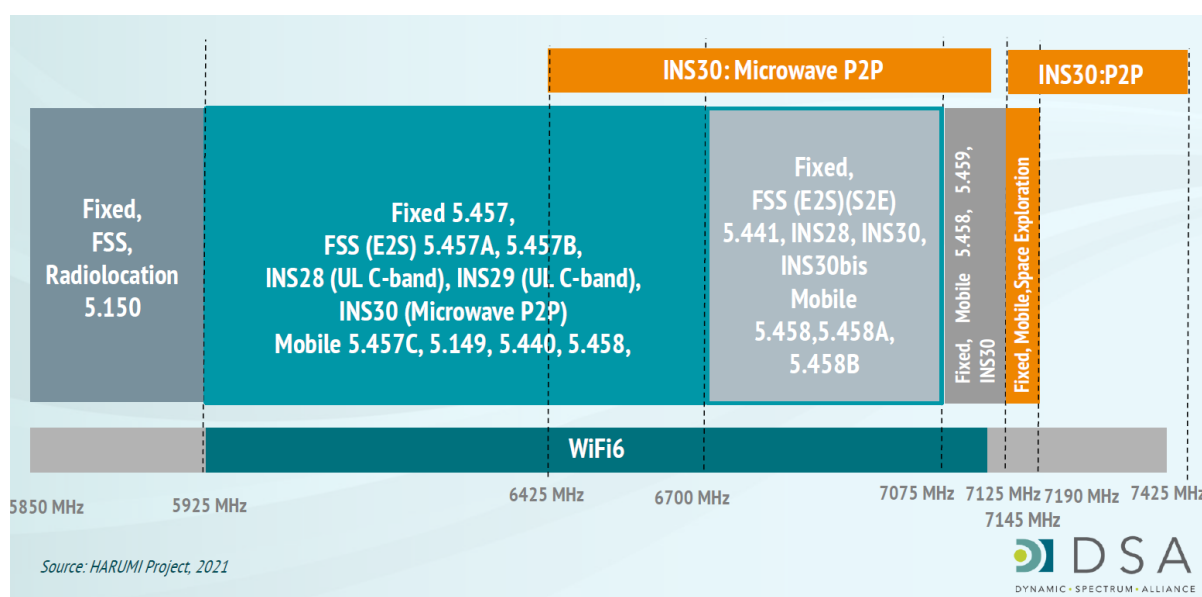 INS30: Microwave P2P
INS30:P2P
Fixed,
FSS,
Radiolocation
5.150
Fixed 5.457,
FSS (E2S) 5.457A, 5.457B,
INS28 (UL C-band), INS29 (UL C-band),
INS30 (Microwave P2P)
Mobile 5.457C, 5.149, 5.440, 5.458,
Fixed,
FSS (E2S)(S2E)
5.441, INS28, INS30,
INS30bis
Mobile
5.458,5.458A,
5.458B
Fixed, Mobile 5.458, 5.459,
INS30
Fixed, Mobile,Space Exploration
WiFi6
5850 MHz
5925 MHz
6425 MHz
6700 MHz
7075 MHz
7125 MHz
7190 MHz
7425 MHz
7145 MHz
Source: HARUMI Project, 2021
DSA
DYNAMIC SPECTRUM ALLIANCE